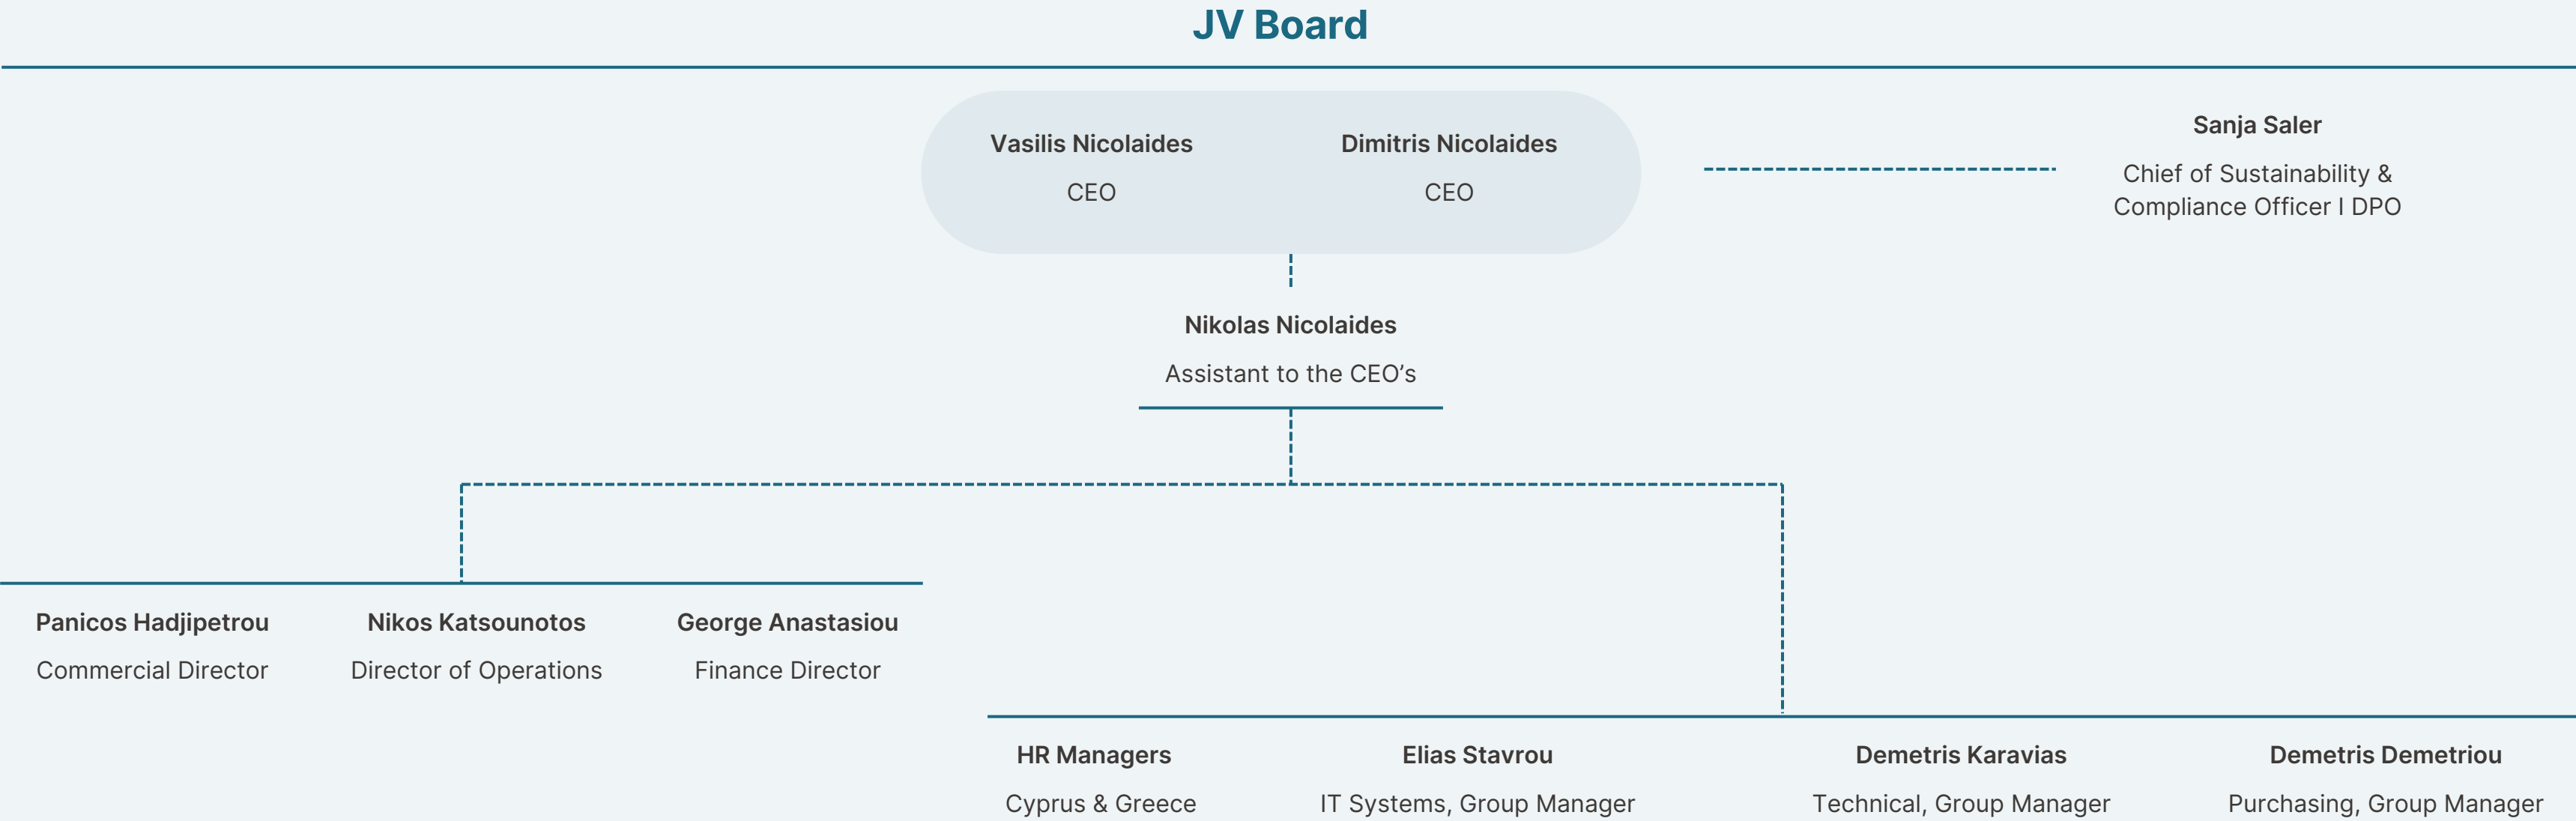 JV Board
Vasilis Nicolaides
CEO
Dimitris Nicolaides
CEO
Sanja Saler
Chief of Sustainability &
Compliance Officer I DPO
Nikolas Nicolaides
Assistant to the CEO’s
Panicos Hadjipetrou
Commercial Director
Nikos Katsounotos
Director of Operations
George Anastasiou
Finance Director
HR Managers
Cyprus & Greece
Elias Stavrou
IT Systems, Group Manager
Demetris Karavias
Technical, Group Manager
Demetris Demetriou
Purchasing, Group Manager